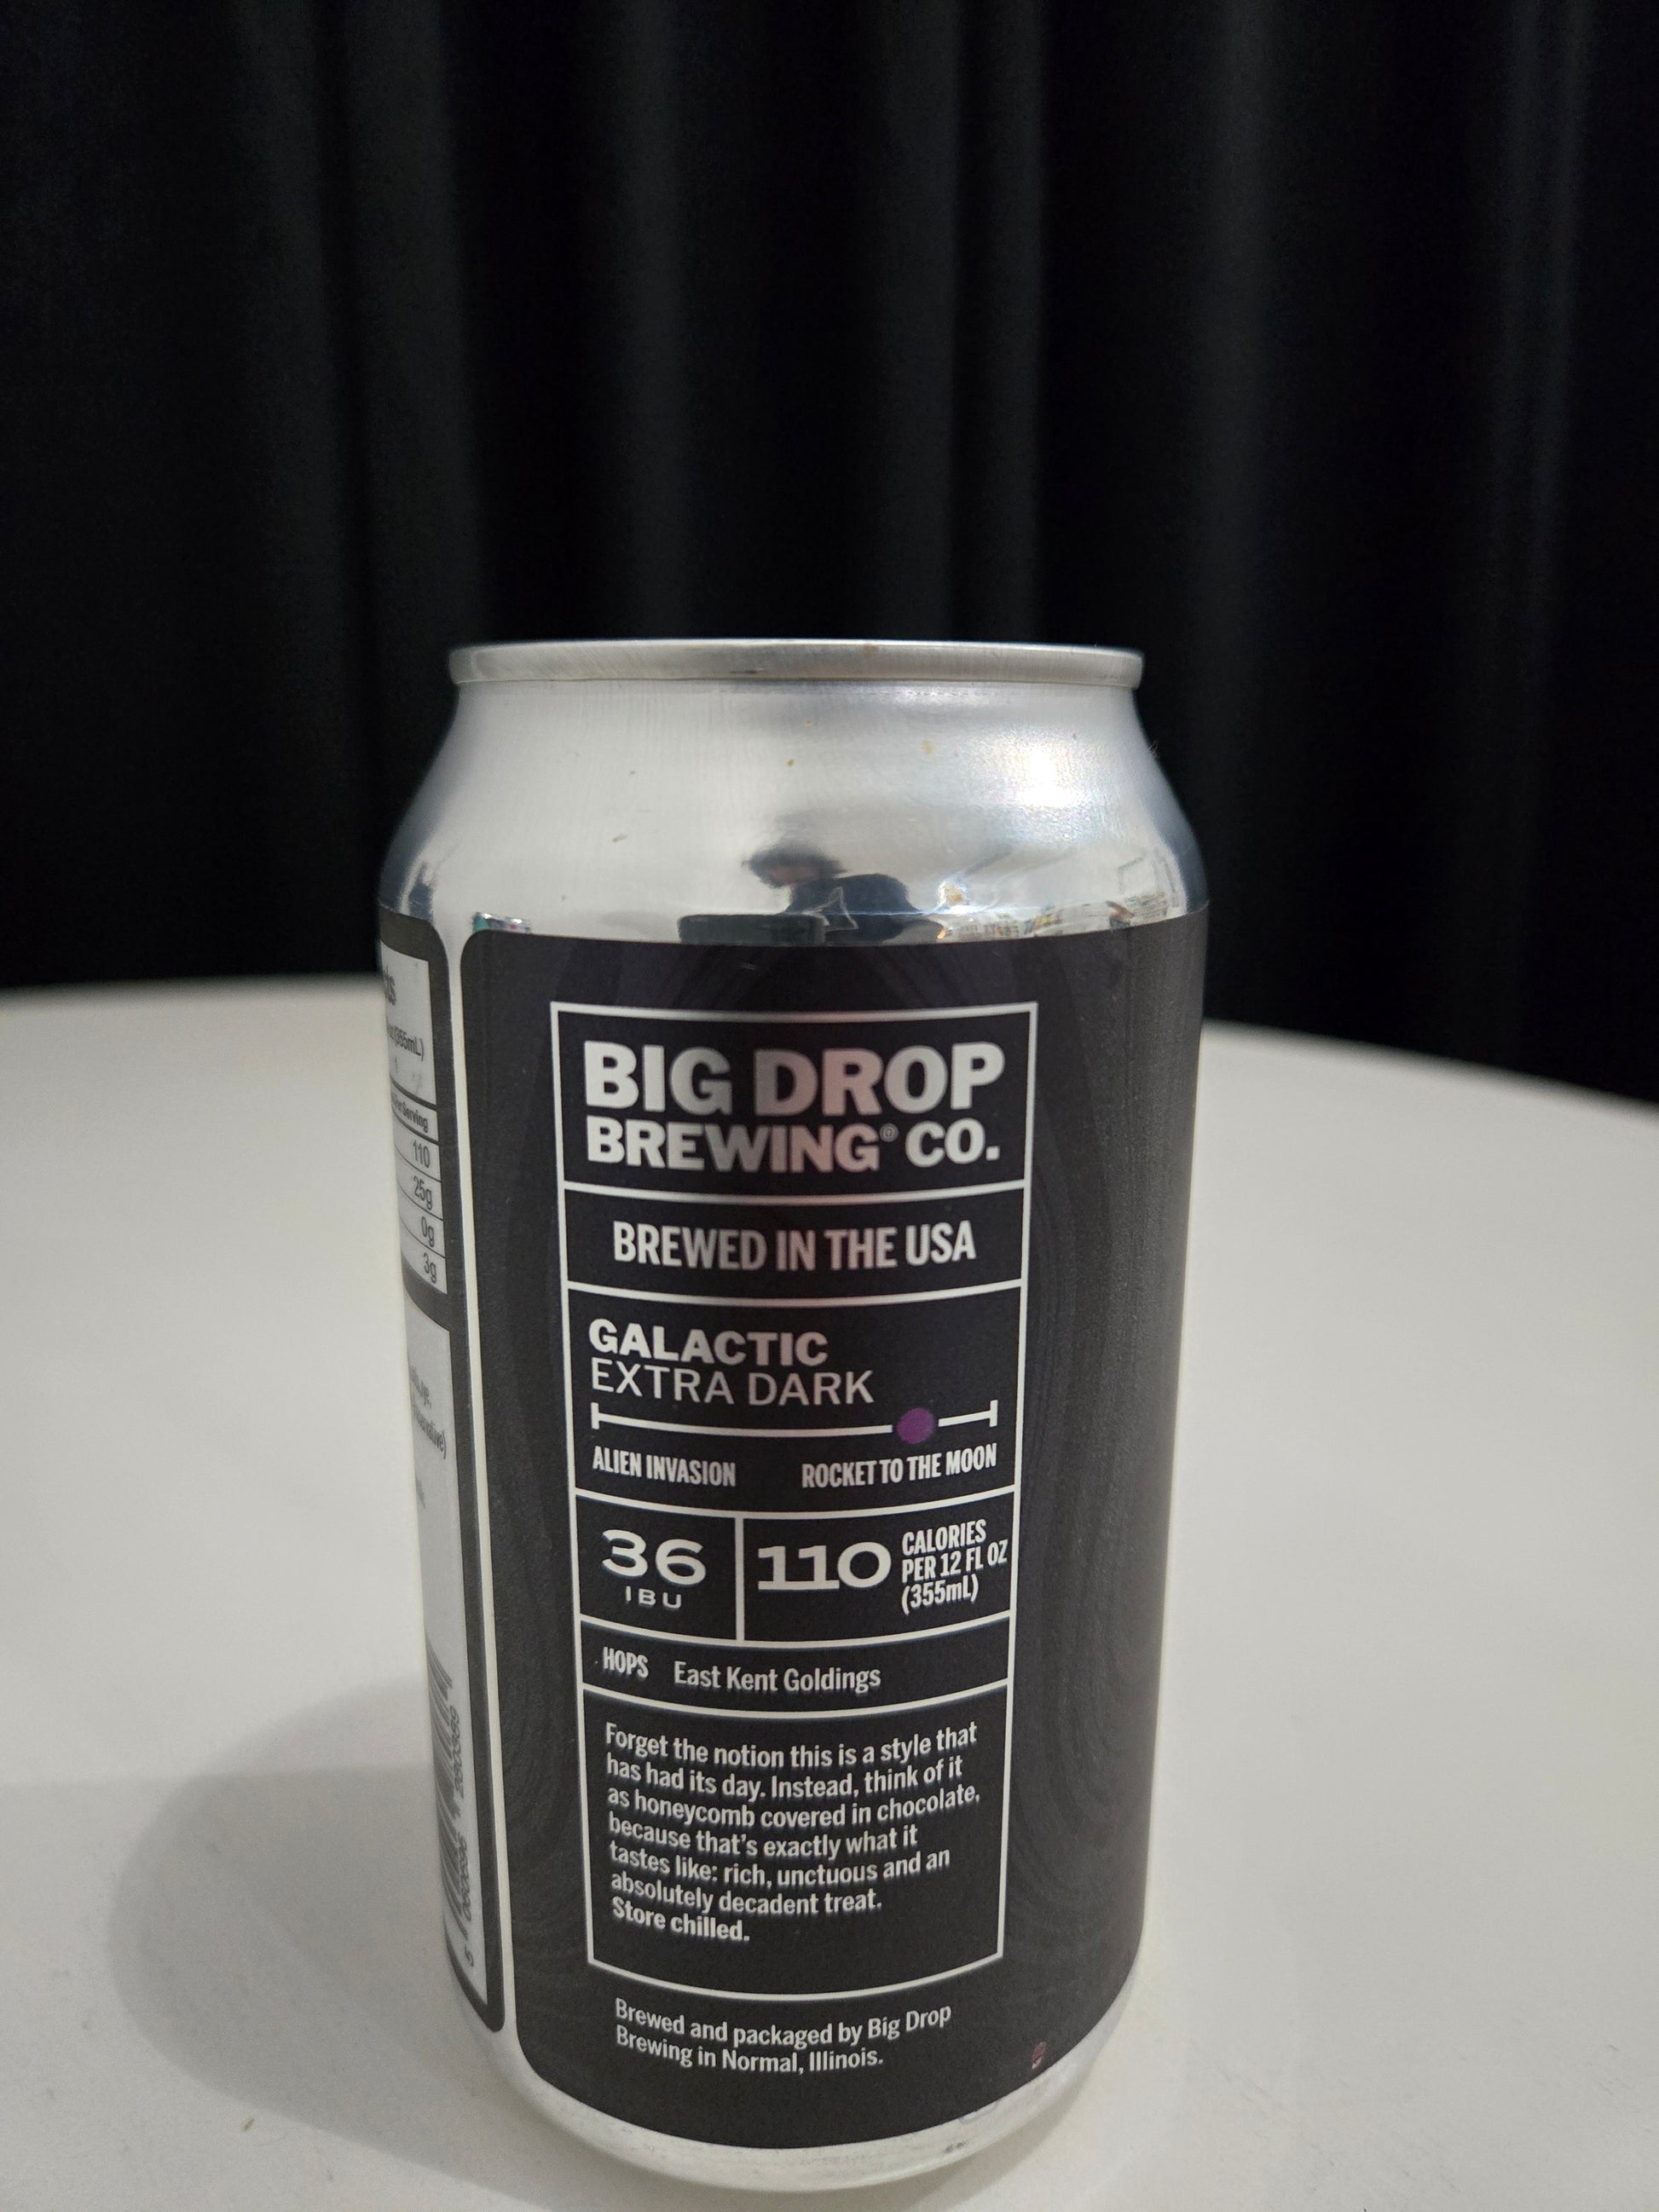 (355mL)
1
Per Serving
110
25g
0g
3g
BIG DROP
BREWING® CO.
BREWED IN THE USA
GALACTIC
EXTRA DARK
ALIEN INVASION ROCKET TO THE MOON
36
IBU
110
CALORIES
PER 12 FL OZ
(355mL)
HOPS East Kent Goldings
Forget the notion this is a style that
has had its day. Instead, think of it
as honeycomb covered in chocolate,
because that's exactly what it
tastes like: rich, unctuous and an
absolutely decadent treat.
Store chilled.
Brewed and packaged by Big Drop
Brewing in Normal, Illinois.